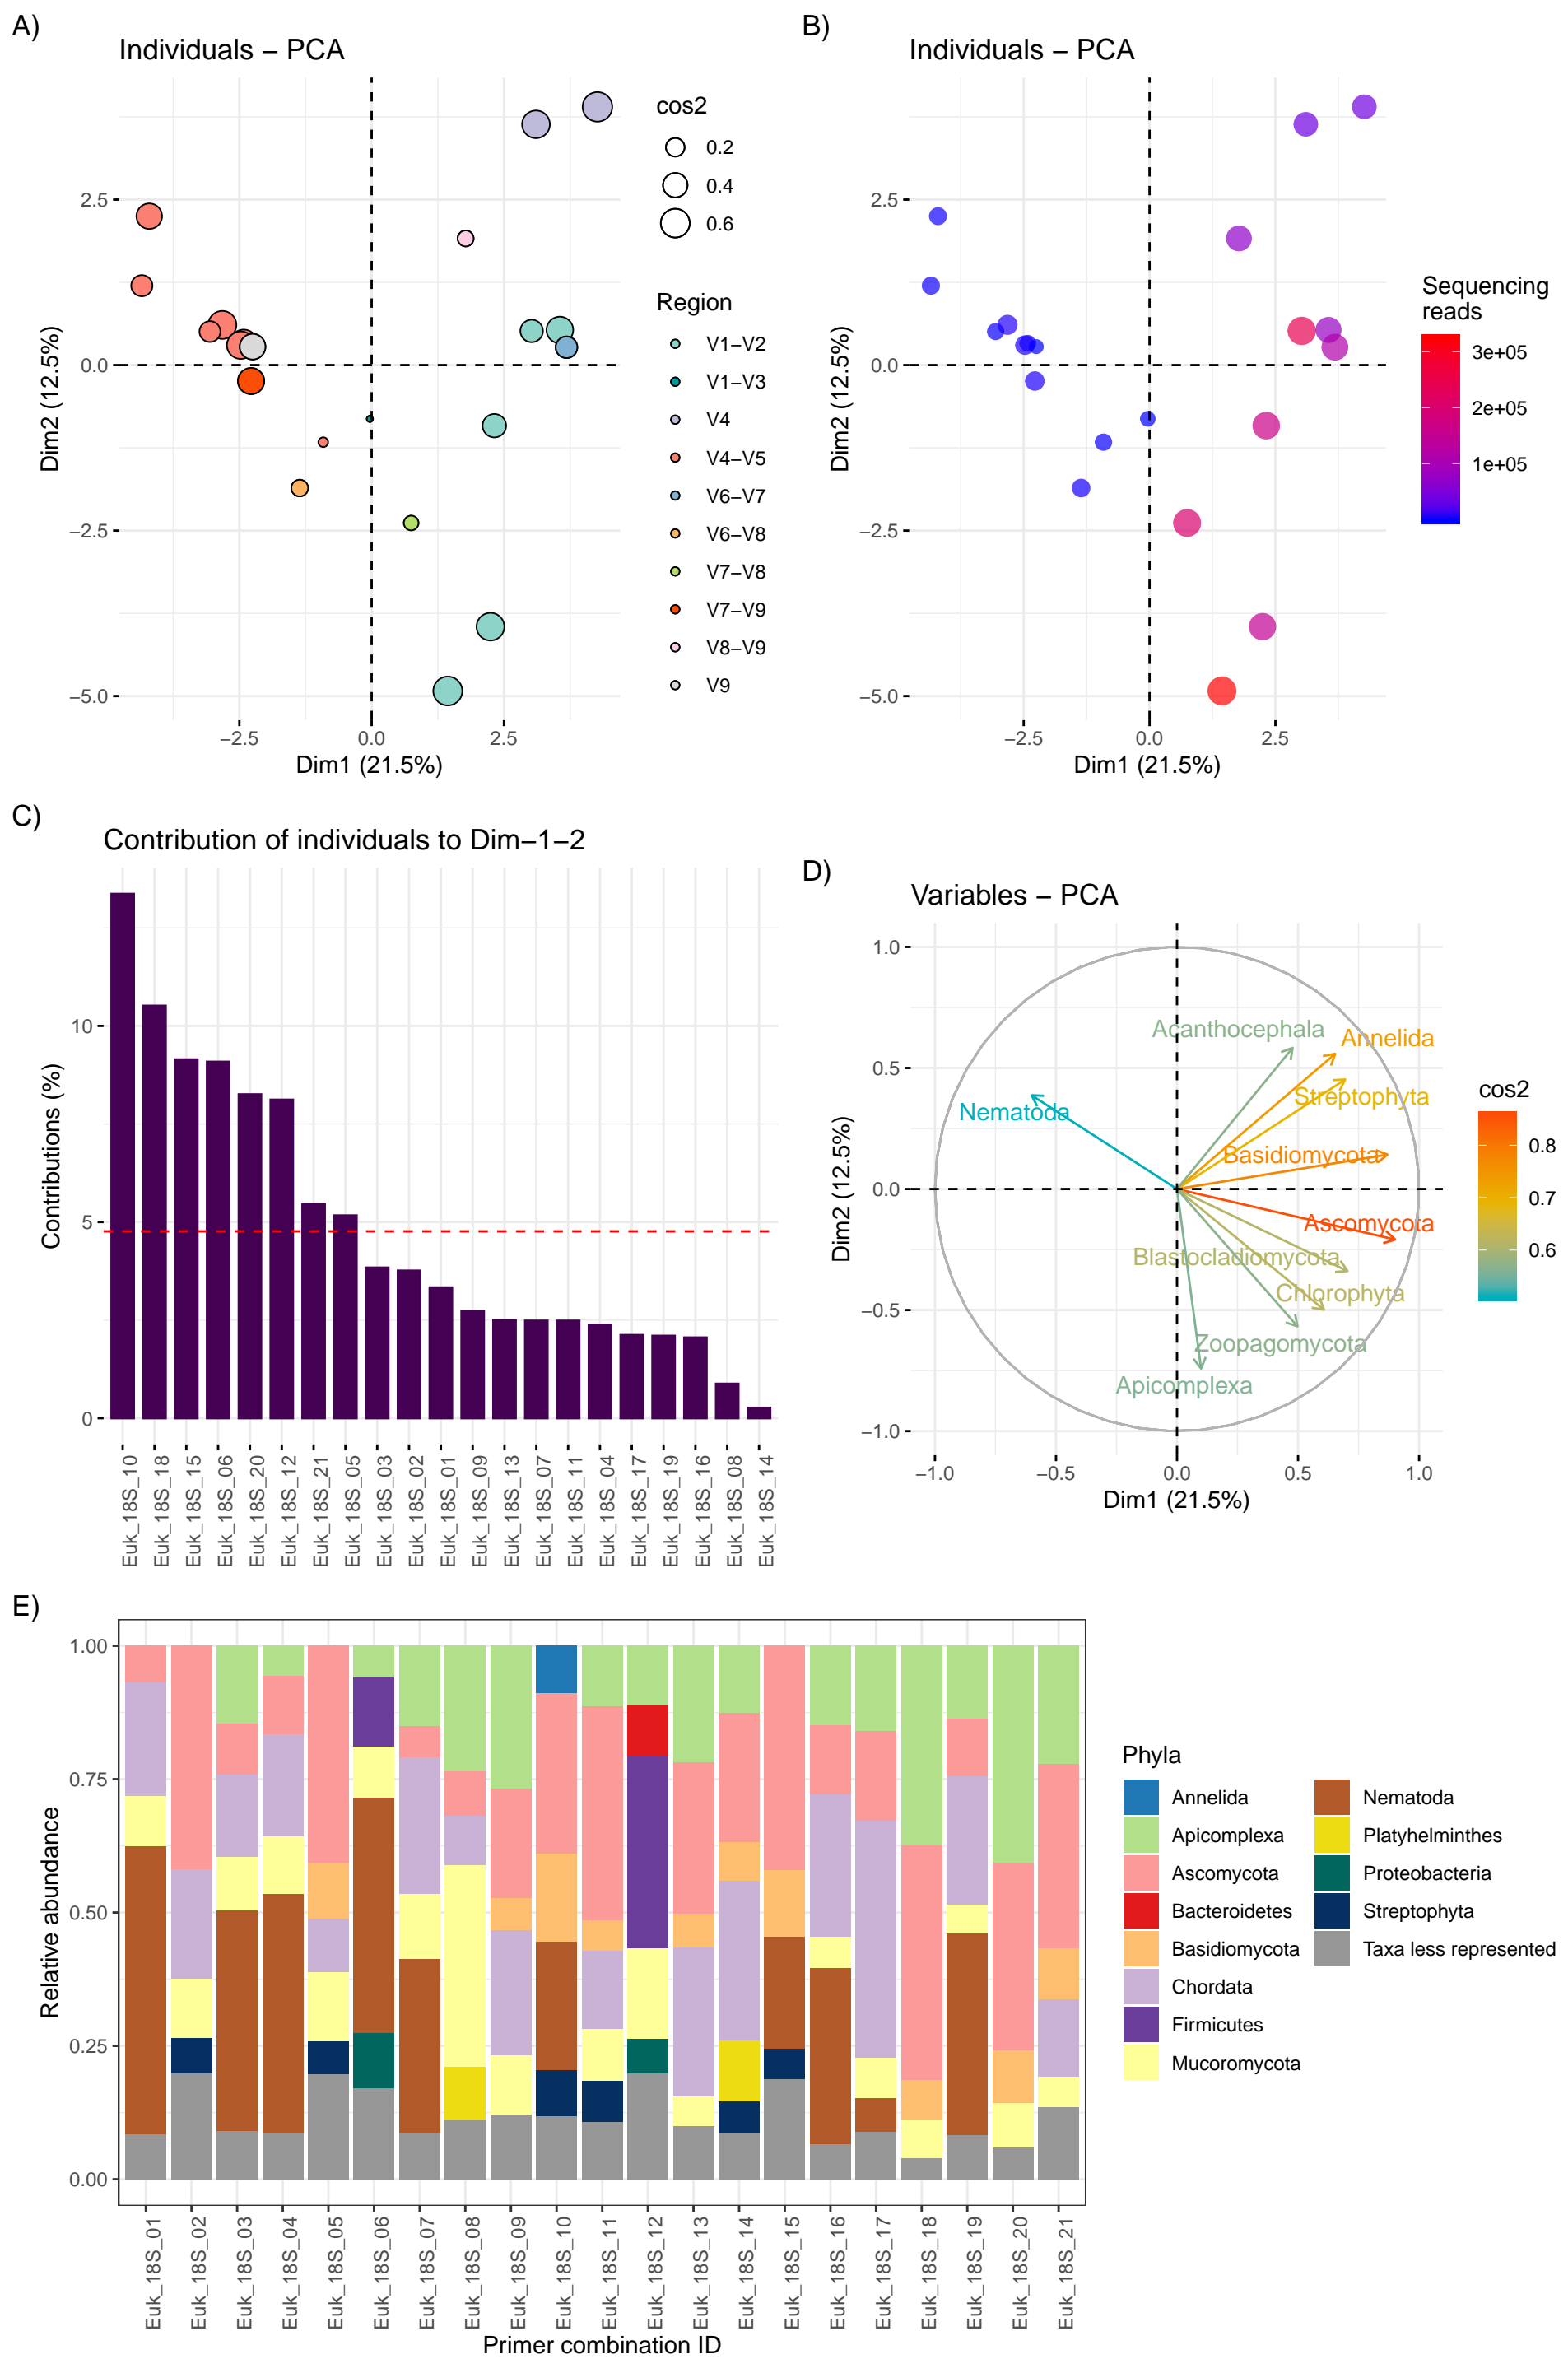 A)
Individuals – PCA
2.5
0.0
−2.5
−5.0
−2.5
0.0
2.5
Dim1 (21.5%)
Dim2 (12.5%)
cos2
0.2
0.4
0.6
Region
V1−V2
V1−V3
V4
V4−V5
V6−V7
V6−V8
V7−V8
V7−V9
V8−V9
V9
B)
Individuals – PCA
2.5
0.0
−2.5
−5.0
−2.5
0.0
2.5
Dim1 (21.5%)
Dim2 (12.5%)
Sequencing
reads
3e+05
2e+05
1e+05
C)
Contribution of individuals to Dim−1−2
Contributions (%)
10
5
0
Euk_18S_10
Euk_18S_18
Euk_18S_15
Euk_18S_06
Euk_18S_20
Euk_18S_12
Euk_18S_21
Euk_18S_05
Euk_18S_03
Euk_18S_02
Euk_18S_01
Euk_18S_09
Euk_18S_13
Euk_18S_07
Euk_18S_11
Euk_18S_04
Euk_18S_17
Euk_18S_19
Euk_18S_16
Euk_18S_08
Euk_18S_14
D)
Variables – PCA
1.0
0.5
0.0
−0.5
−1.0
Dim2 (12.5%)
Acanthocephala
Annelida
Streptophyta
Nematoda
Basidiomycota
Ascomycota
Blastocladiomycota
Chlorophyta
Zoopagomycota
Apicomplexa
−1.0
−0.5
0.0
0.5
1.0
Dim1 (21.5%)
cos2
0.8
0.7
0.6
E)
Relative abundance
1.00
0.75
0.50
0.25
0.00
Euk_18S_01
Euk_18S_02
Euk_18S_03
Euk_18S_04
Euk_18S_05
Euk_18S_06
Euk_18S_07
Euk_18S_08
Euk_18S_09
Euk_18S_10
Euk_18S_11
Euk_18S_12
Euk_18S_13
Euk_18S_14
Euk_18S_15
Euk_18S_16
Euk_18S_17
Euk_18S_18
Euk_18S_19
Euk_18S_20
Euk_18S_21
Primer combination ID
Phyla
Annelida
Apicomplexa
Ascomycota
Bacteroidetes
Basidiomycota
Chordata
Firmicutes
Mucoromycota
Nematoda
Platyhelminthes
Proteobacteria
Streptophyta
Taxa less represented